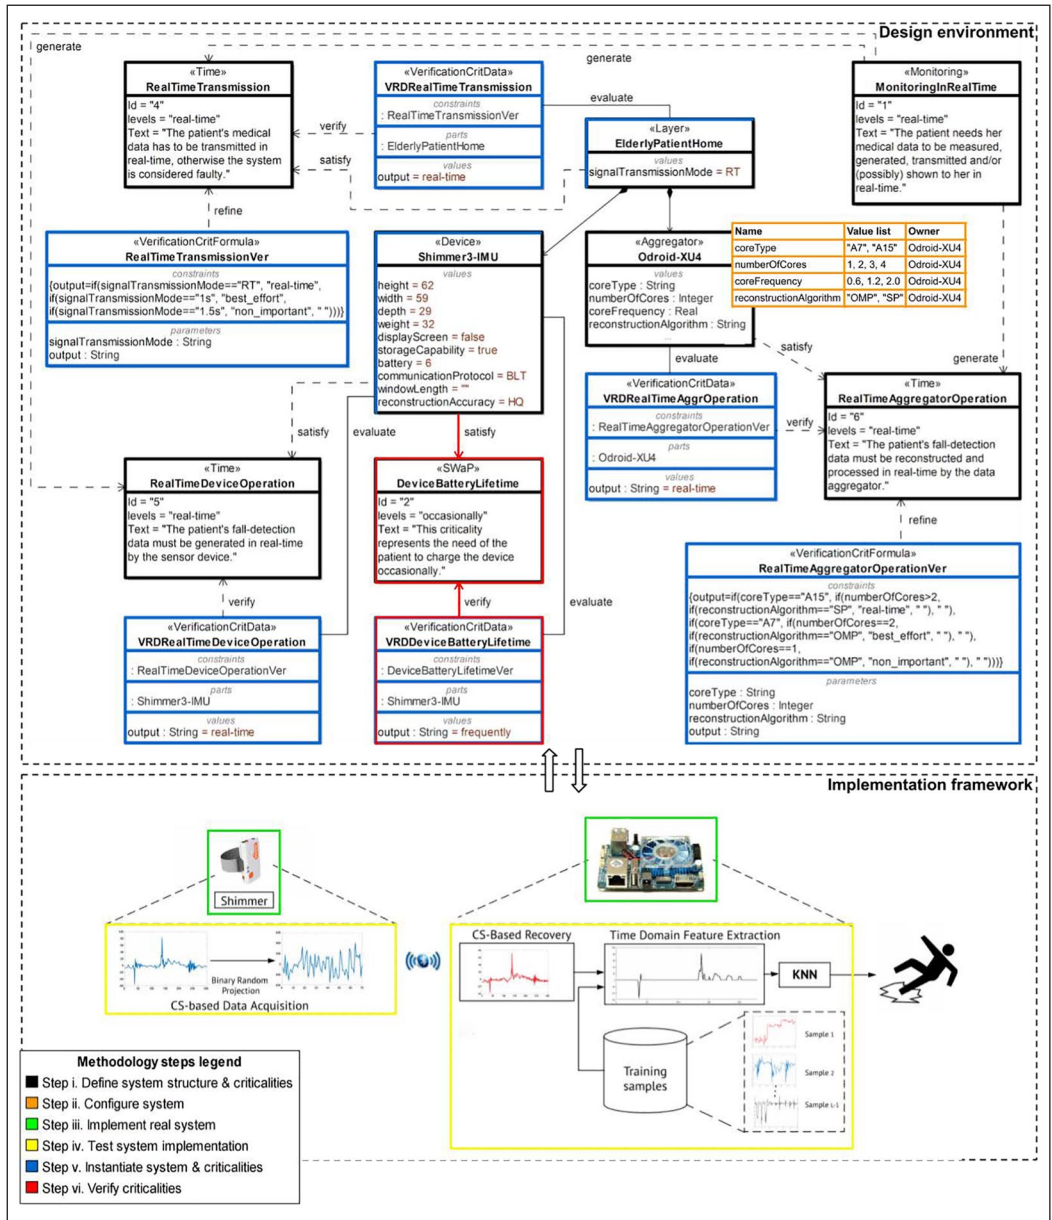 Design environment
generate
generate
«Time»
RealTimeTransmission
Id = "4"
levels = "real-time"
Text = "The patient's medical
data has to be transmitted in
real-time, otherwise the system
is considered faulty."
verify
satisfy
refine
«VerificationCritData»
VRDRealTimeTransmission
constraints
: RealTimeTransmissionVer
parts
: ElderlyPatientHome
values
output = real-time
evaluate
«Layer»
ElderlyPatientHome
values
signalTransmissionMode = RT
«Monitoring»
MonitoringInRealTime
Id = "1"
levels = "real-time"
Text = "The patient needs her
medical data to be measured,
generated, transmitted and/or
(possibly) shown to her in
real-time."
«VerificationCritFormula»
RealTimeTransmissionVer
constraints
{output=if(signalTransmissionMode=="RT", "real-time",
if(signalTransmissionMode=="1s", "best_effort",
if(signalTransmissionMode=="1.5s", "non_important", " ")))}
parameters
signalTransmissionMode : String
output : String
«Device»
Shimmer3-IMU
values
height = 62
width = 59
depth = 29
weight = 32
displayScreen = false
storageCapability = true
battery = 6
communicationProtocol = BLT
windowLength = ""
reconstructionAccuracy = HQ
«Aggregator»
Odroid-XU4
values
coreType : String
numberOfCores : Integer
coreFrequency : Real
reconstructionAlgorithm : String
Name Value list Owner
coreType "A7", "A15" Odroid-XU4
numberOfCores 1, 2, 3, 4 Odroid-XU4
coreFrequency 0.6, 1.2, 2.0 Odroid-XU4
reconstructionAlgorithm "OMP", "SP" Odroid-XU4
satisfy
evaluate
generate
«VerificationCritData»
VRDRealTimeAggrOperation
constraints
: RealTimeAggregatorOperationVer
parts
: Odroid-XU4
values
output : String = real-time
verify
«Time»
RealTimeAggregatorOperation
Id = "6"
levels = "real-time"
Text = "The patient's fall-detection
data must be reconstructed and
processed in real-time by the data
aggregator."
refine
satisfy
evaluate
satisfy
«Time»
RealTimeDeviceOperation
Id = "5"
levels = "real-time"
Text = "The patient's fall-detection
data must be generated in real-time
by the sensor device."
verify
«SWaP»
DeviceBatteryLifetime
Id = "2"
levels = "occasionally"
Text = "This criticality
represents the need of the
patient to charge the device
occasionally."
verify
evaluate
«VerificationCritFormula»
RealTimeAggregatorOperationVer
constraints
{output=if(coreType=="A15", if(numberOfCores>2,
if(reconstructionAlgorithm=="SP", "real-time", " "), " "),
if(coreType=="A7", if(numberOfCores==2,
if(reconstructionAlgorithm=="OMP", "best_effort", " "), " "),
if(numberOfCores==1,
if(reconstructionAlgorithm=="OMP", "non_important", " "), " ")))}
parameters
coreType : String
numberOfCores : Integer
reconstructionAlgorithm : String
output : String
«VerificationCritData»
VRDRealTimeDeviceOperation
constraints
: RealTimeDeviceOperationVer
parts
: Shimmer3-IMU
values
output : String = real-time
«VerificationCritData»
VRDDeviceBatteryLifetime
constraints
: DeviceBatteryLifetimeVer
parts
: Shimmer3-IMU
values
output : String = frequently
Implementation framework
Shimmer
Binary Random
Projection
CS-based Data Acquisition
CS-Based Recovery
Time Domain Feature Extraction
KNN
Training
samples
Sample 1
Sample 2
Sample L-1
Methodology steps legend
Step i. Define system structure & criticalities
Step ii. Configure system
Step iii. Implement real system
Step iv. Test system implementation
Step v. Instantiate system & criticalities
Step vi. Verify criticalities